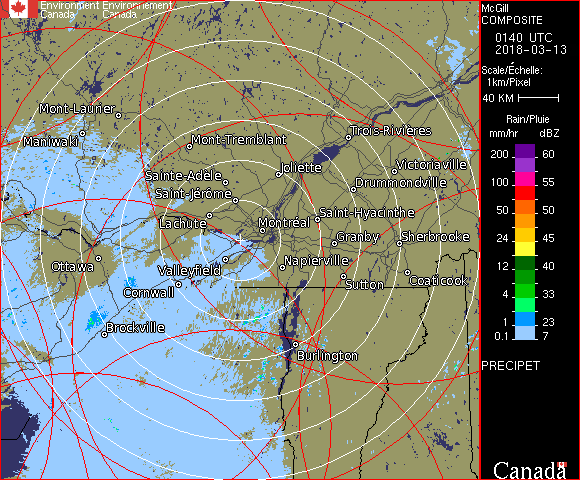 Environment Environnement
Canada Canada
Mont-Laurier
Maniwaki
Mont-Tremblant
Trois-Rivières
Sainte-Adèle
Joliette
Victoriaville
Saint-Jérôme
Drummondville
Lachute
Saint-Hyacinthe
Montréal
Granby
Sherbrooke
Ottawa
Valleyfield
Napierville
Cornwall
Sutton
Coaticook
Brockville
Burlington
McGill
COMPOSITE
0140 UTC
2018-03-13
Scale/Échelle:
1km/Pixel
40 KM
Rain/Pluie
mm/hr dBZ
200 60
100 55
50 50
24 45
12 40
4 33
1 23
0.1 7
PRECIPET
Canada